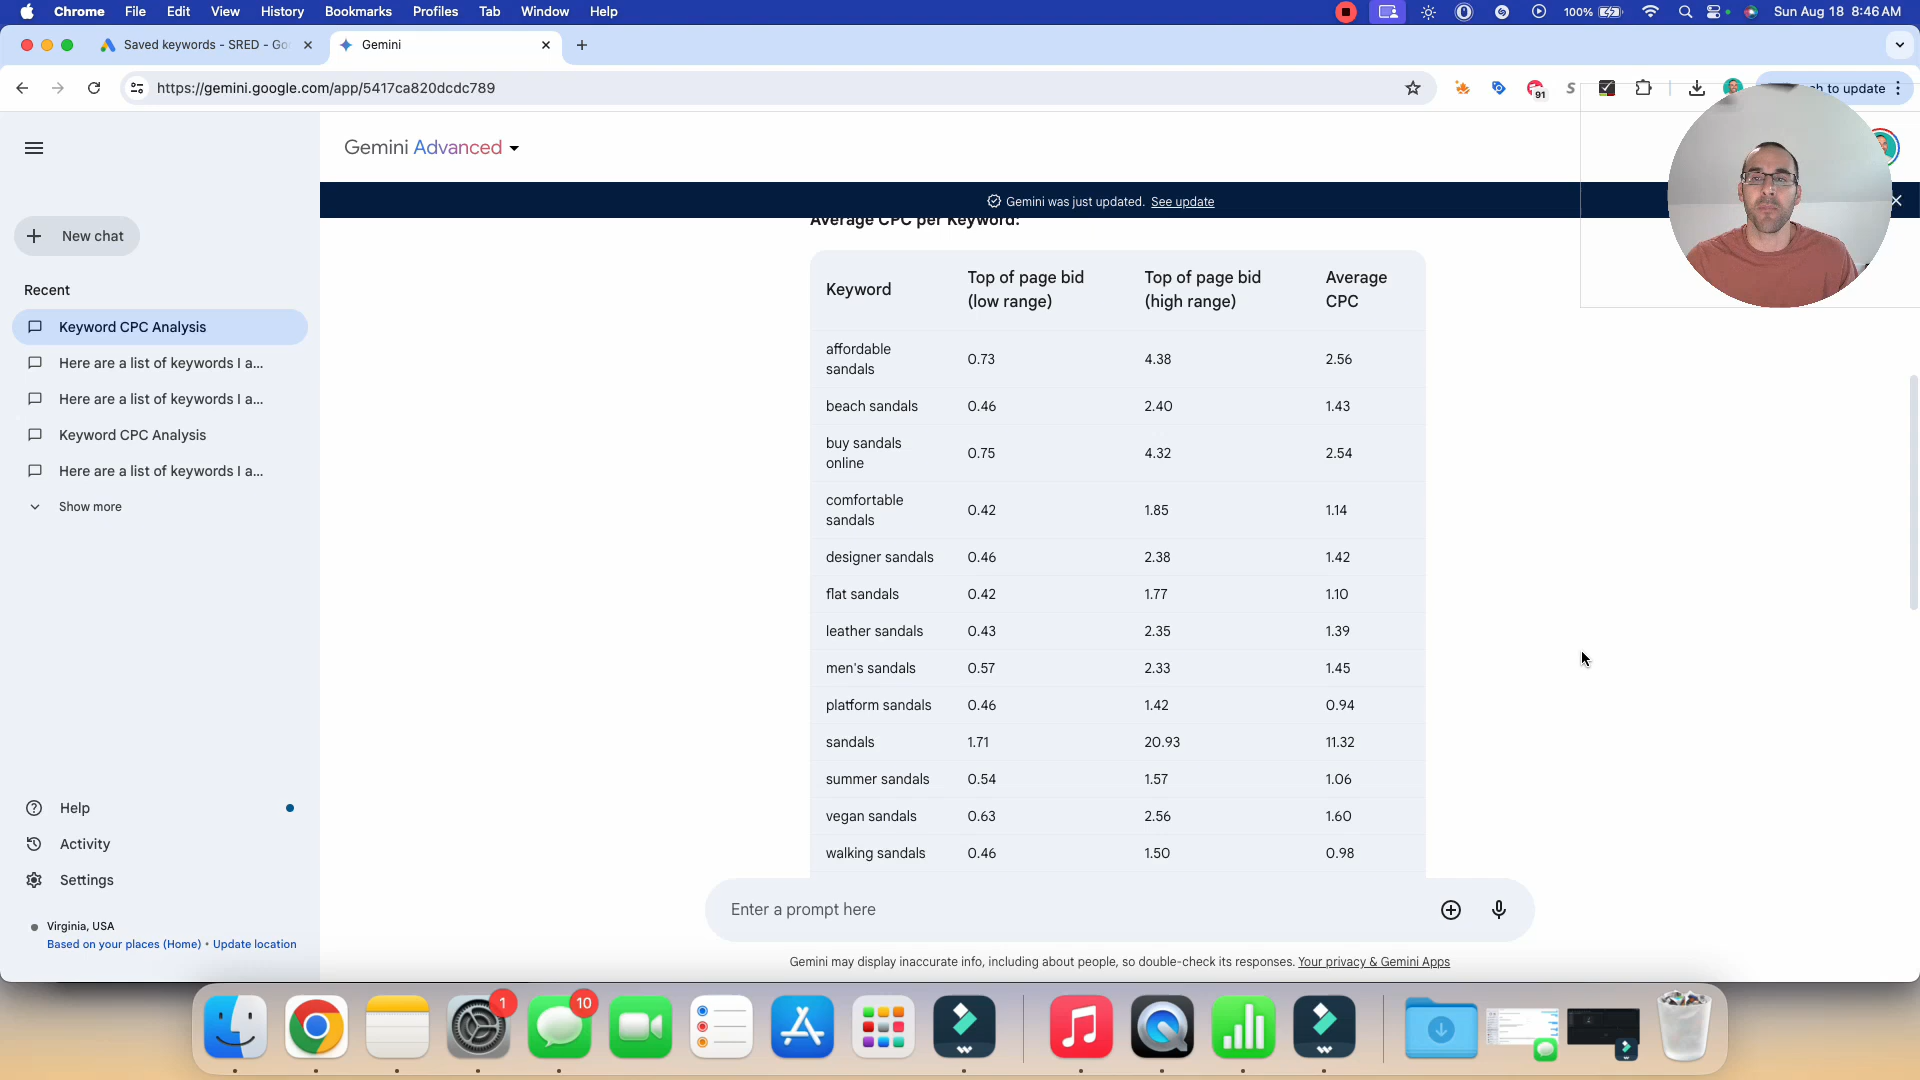 Chrome File Edit View History Bookmarks Profiles Tab Window Help
100% Sun Aug 18 8:46 AM
Saved keywords - SRED - Go
Gemini
https://gemini.google.com/app/5417ca820dcdc789
91
to update
Gemini Advanced
Gemini was just updated. See update
New chat
Recent
Keyword CPC Analysis
Here are a list of keywords I a...
Here are a list of keywords I a...
Keyword CPC Analysis
Here are a list of keywords I a...
Show more
Help
Activity
Settings
Virginia, USA
Based on your places (Home) • Update location
Average CPC per Keyword:
Keyword Top of page bid (low range) Top of page bid (high range) Average CPC
affordable sandals 0.73 4.38 2.56
beach sandals 0.46 2.40 1.43
buy sandals online 0.75 4.32 2.54
comfortable sandals 0.42 1.85 1.14
designer sandals 0.46 2.38 1.42
flat sandals 0.42 1.77 1.10
leather sandals 0.43 2.35 1.39
men's sandals 0.57 2.33 1.45
platform sandals 0.46 1.42 0.94
sandals 1.71 20.93 11.32
summer sandals 0.54 1.57 1.06
vegan sandals 0.63 2.56 1.60
walking sandals 0.46 1.50 0.98
Enter a prompt here
Gemini may display inaccurate info, including about people, so double-check its responses. Your privacy & Gemini Apps
1
10